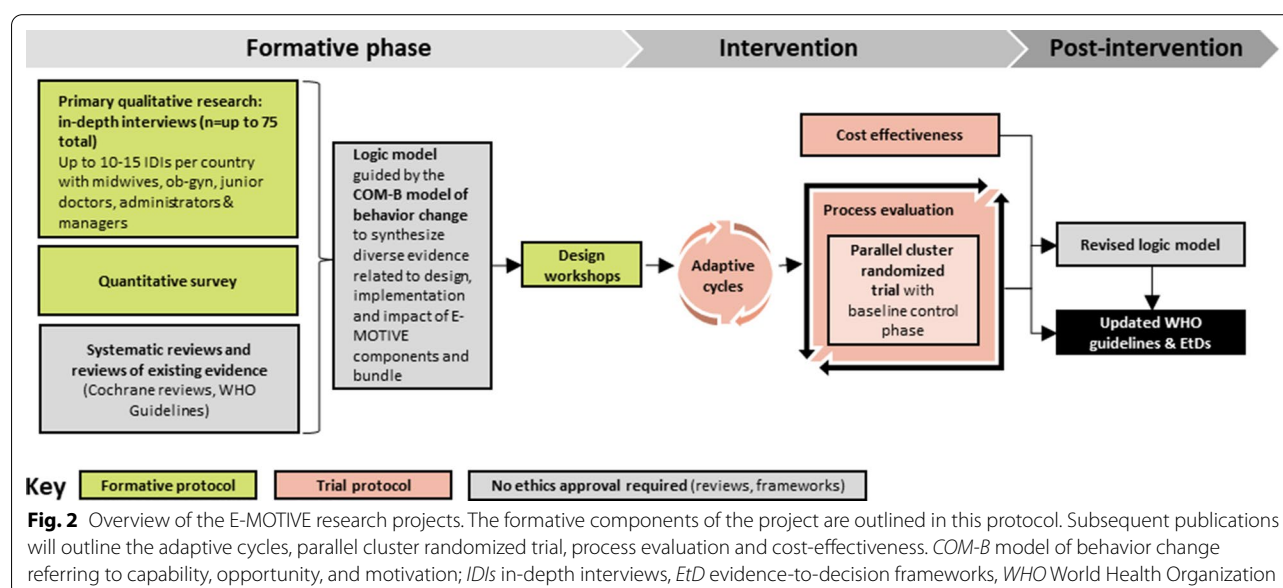 Formative phase
Intervention
Post-intervention
Primary qualitative research:
in-depth interviews (n=up to 75
total)
Up to 10-15 IDIs per country
with midwives, ob-gyn, junior
doctors, administrators &
managers
Quantitative survey
Systematic reviews and
reviews of existing evidence
(Cochrane reviews, WHO
Guidelines)
Logic model
guided by the
COM-B model of
behavior change
to synthesize
diverse evidence
related to design,
implementation
and impact of E-
MOTIVE
components and
bundle
Design
workshops
Adaptive
cycles
Cost effectiveness
Process evaluation
Parallel cluster
randomized
trial with
baseline control
phase
Revised logic model
Updated WHO
guidelines & EtDs
Key
Formative protocol
Trial protocol
No ethics approval required (reviews, frameworks)
Fig. 2 Overview of the E-MOTIVE research projects. The formative components of the project are outlined in this protocol. Subsequent publications
will outline the adaptive cycles, parallel cluster randomized trial, process evaluation and cost-effectiveness. COM-B model of behavior change
referring to capability, opportunity, and motivation; IDIs in-depth interviews, EtD evidence-to-decision frameworks, WHO World Health Organization